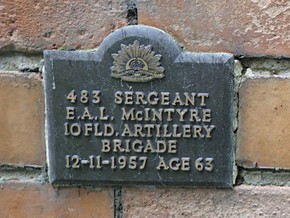 483 SERGEANT
E.A.L. McINTYRE
10 FLD. ARTILLERY
BRIGADE
12-11-1957 AGE 63